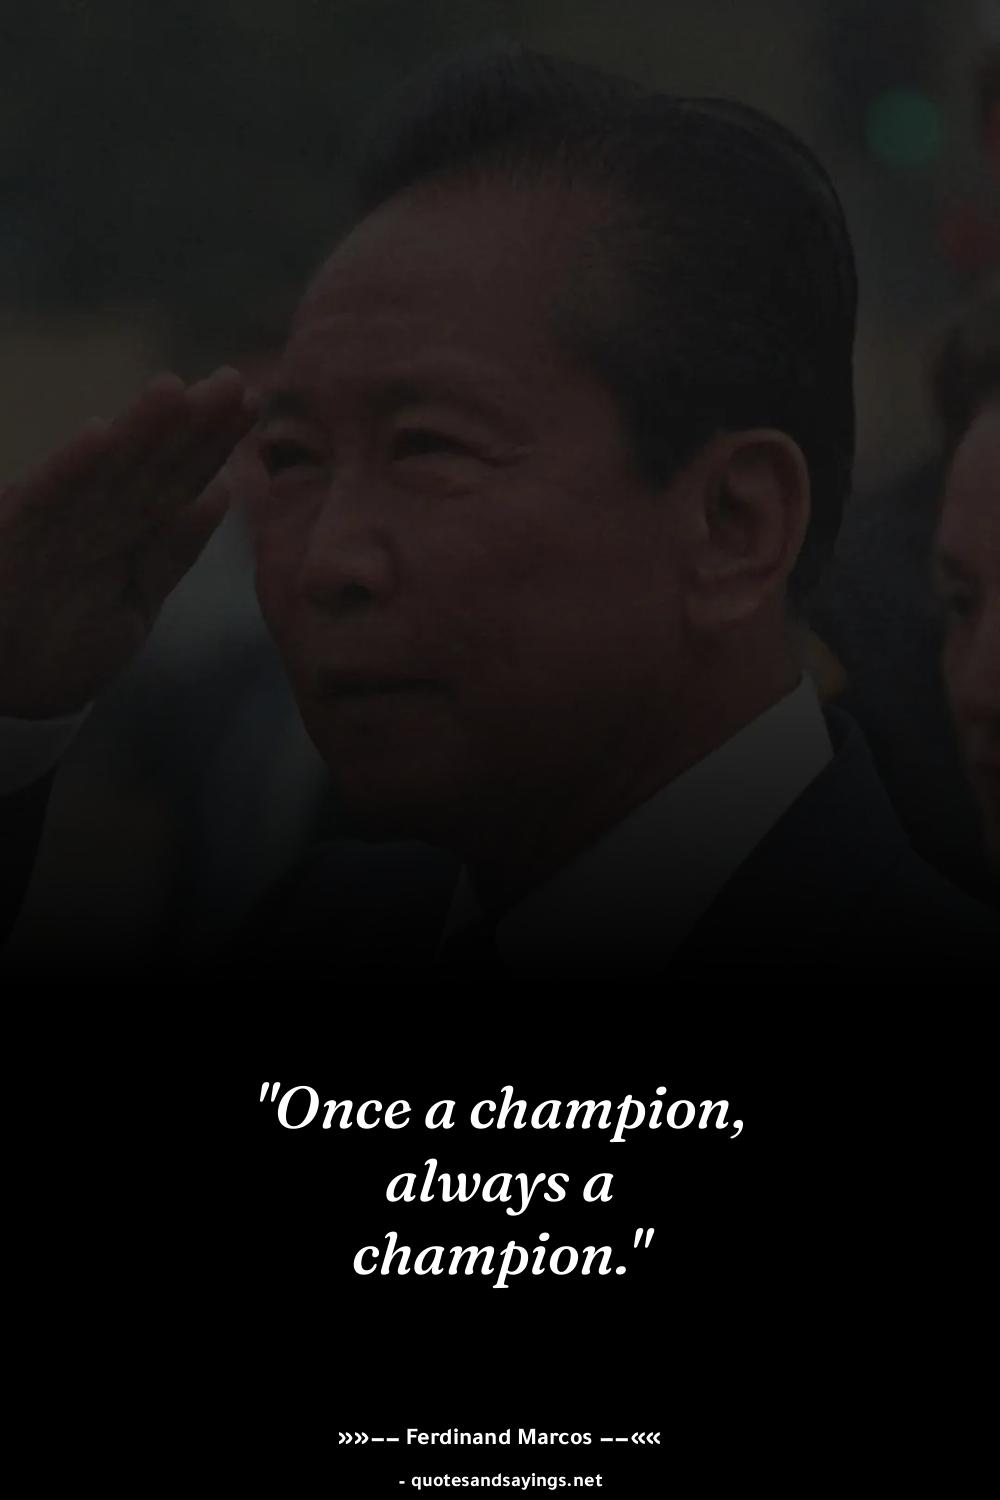 "Once a champion,
always a
champion."
»»–– Ferdinand Marcos ––««
- quotesandsayings.net